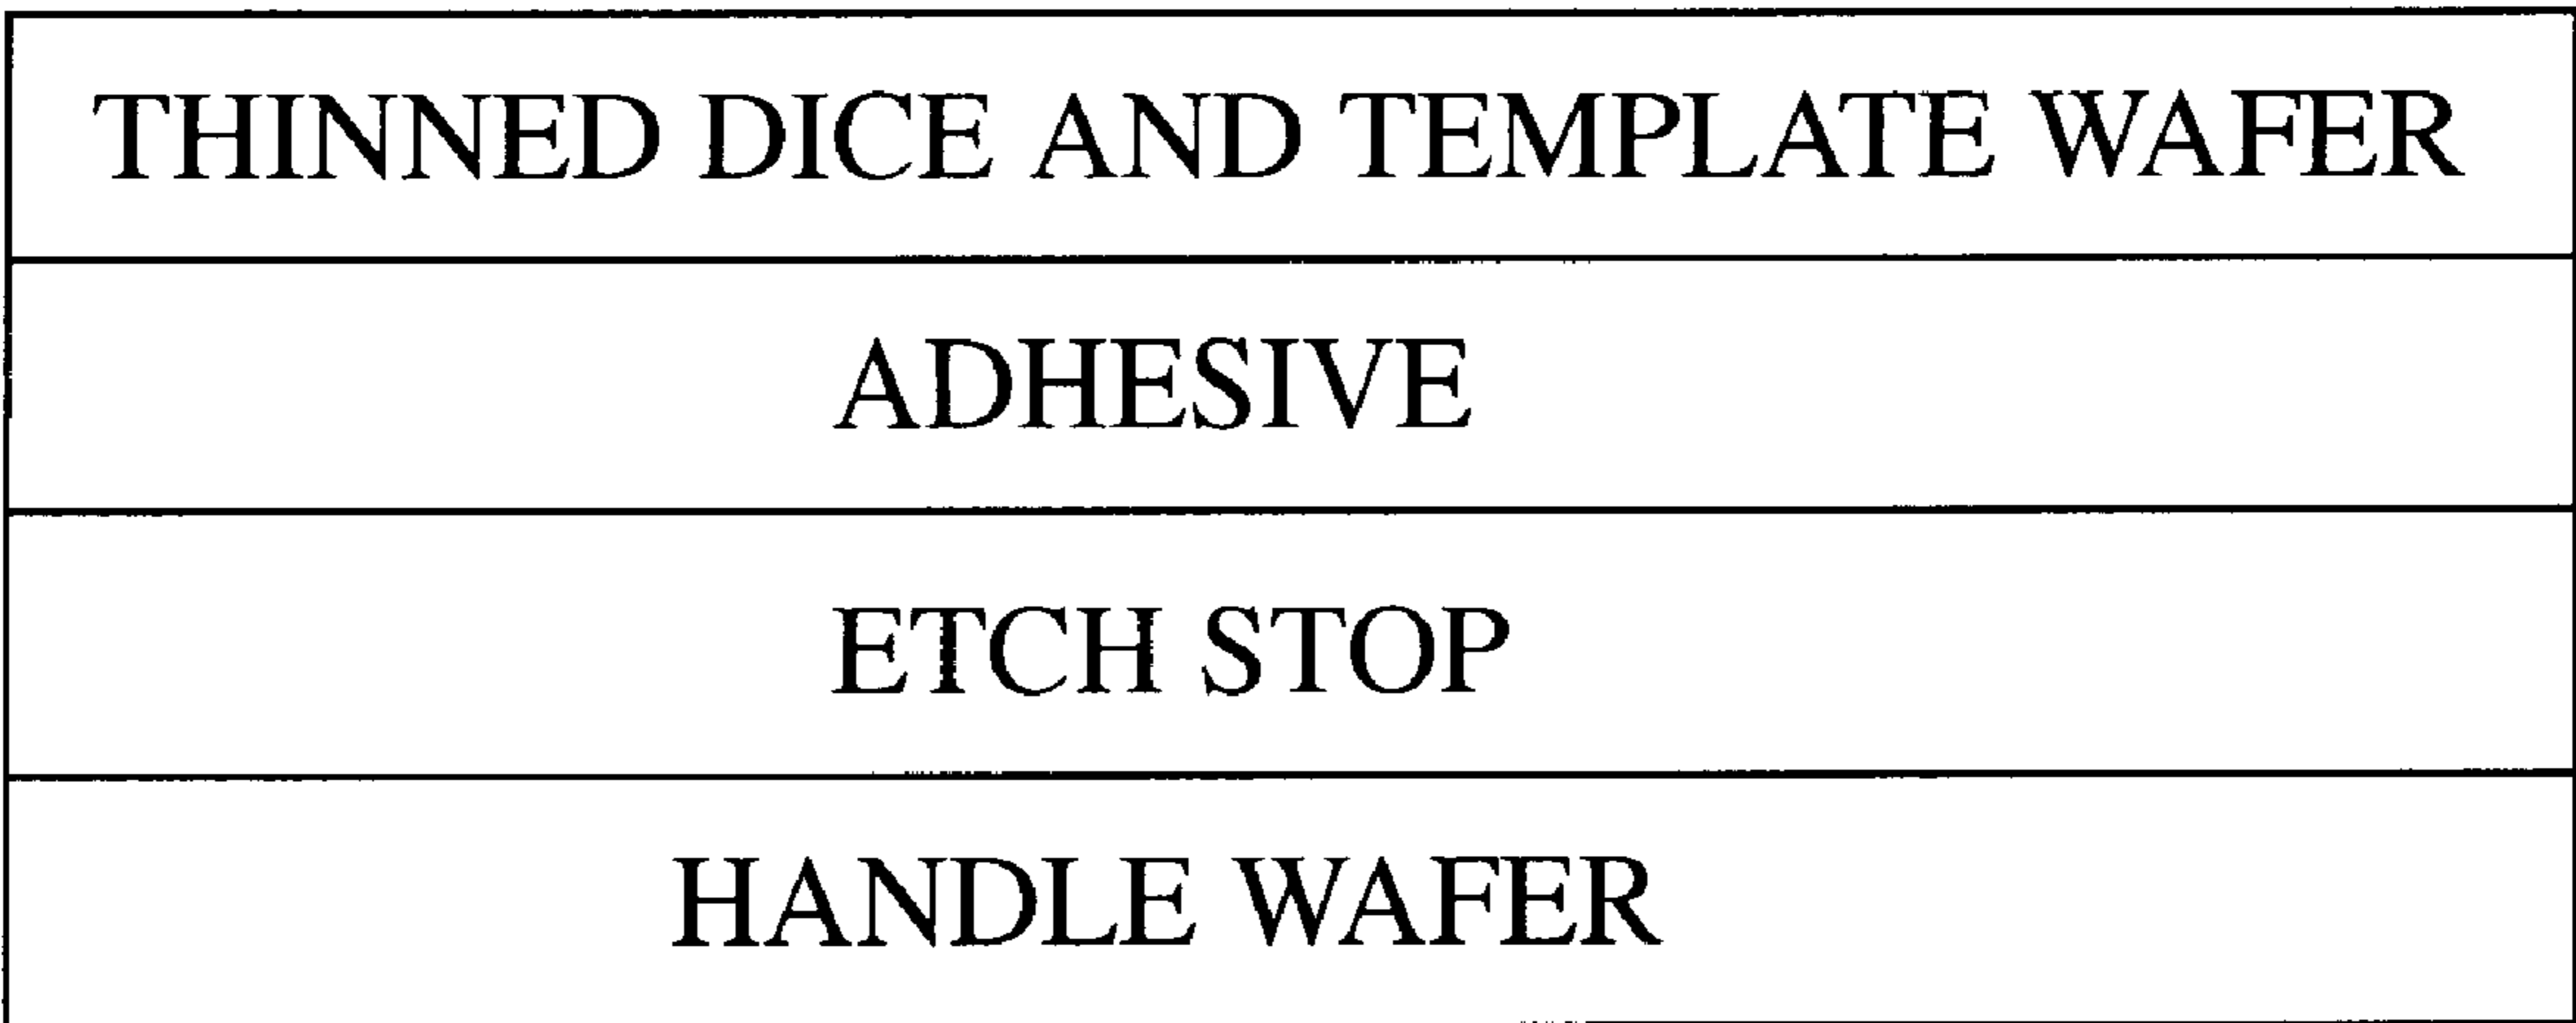 THINNED DICE AND TEMPLATE WAFER
ADHESIVE
ETCH STOP
HANDLE WAFER